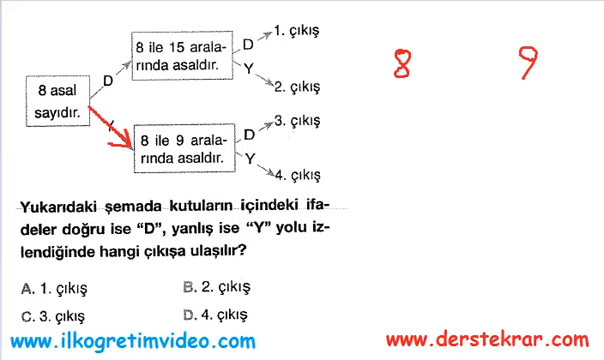 8 asal
sayıdır.
D
Y
8 ile 15 arala-
rında asaldır.
D
Y
1. çıkış
2. çıkış
8 ile 9 arala-
rında asaldır.
D
Y
3. çıkış
4. çıkış
8 9
Yukarıdaki şemada kutuların içindeki ifa-
deler doğru ise “D”, yanlış ise “Y” yolu iz-
lendiğinde hangi çıkışa ulaşılır?
A. 1. çıkış B. 2. çıkış
C. 3. çıkış D. 4. çıkış
www.ilkogretimvideo.com www.derstekrar.com